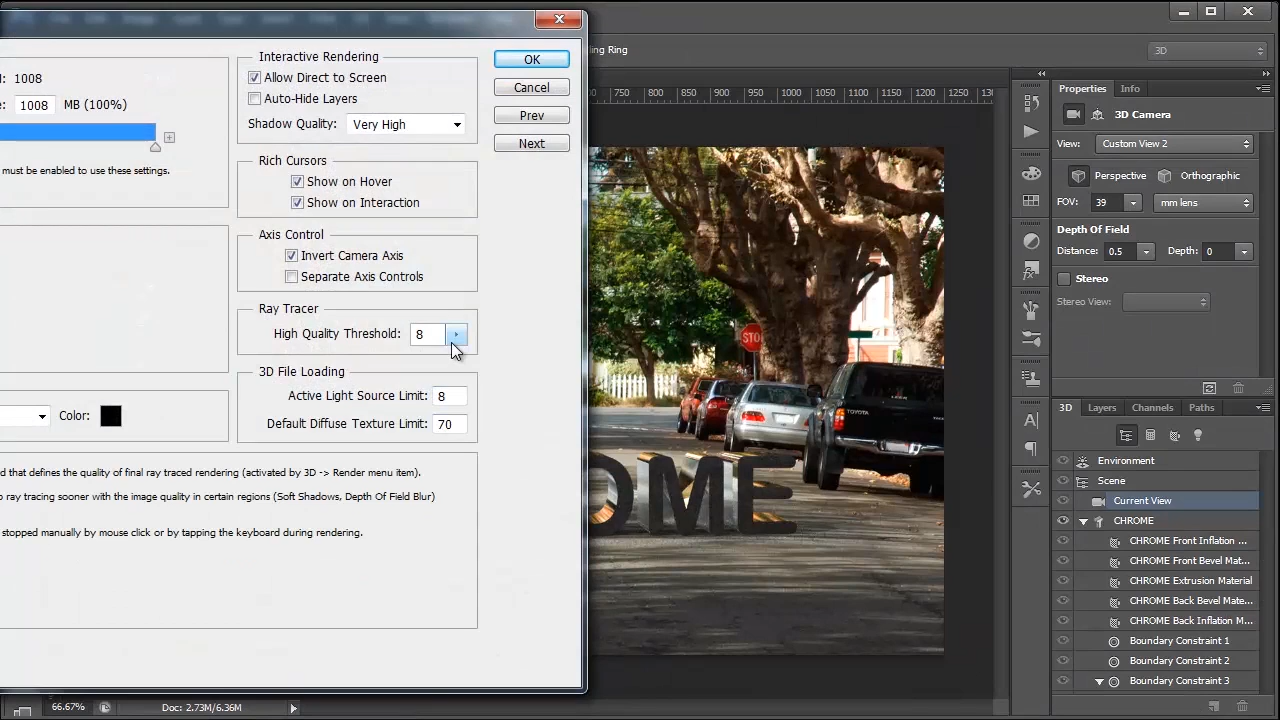 : 1008
: 1008 MB (100%)
must be enabled to use these settings.
Color:
d that defines the quality of final ray traced rendering (activated by 3D -> Render menu item).
ray tracing sooner with the image quality in certain regions (Soft Shadows, Depth Of Field Blur)
stopped manually by mouse click or by tapping the keyboard during rendering.
Interactive Rendering
Allow Direct to Screen
Auto-Hide Layers
Shadow Quality: Very High
Rich Cursors
Show on Hover
Show on Interaction
Axis Control
Invert Camera Axis
Separate Axis Controls
Ray Tracer
High Quality Threshold: 8
3D File Loading
Active Light Source Limit: 8
Default Diffuse Texture Limit: 70
OK
Cancel
Prev
Next
ling Ring
3D
750 800 850 900 950 1000 1050 1100 1150 1200 1250
STOP
TOYOTA
OME
66.67% Doc: 2.73M/6.36M
Properties Info
3D Camera
View: Custom View 2
Perspective Orthographic
FOV: 39 mm lens
Depth Of Field
Distance: 0.5 Depth: 0
Stereo
Stereo View:
3D Layers Channels Paths
Environment
Scene
Current View
CHROME
CHROME Front Inflation ...
CHROME Front Bevel Mat...
CHROME Extrusion Material
CHROME Back Bevel Mate...
CHROME Back Inflation M...
Boundary Constraint 1
Boundary Constraint 2
Boundary Constraint 3